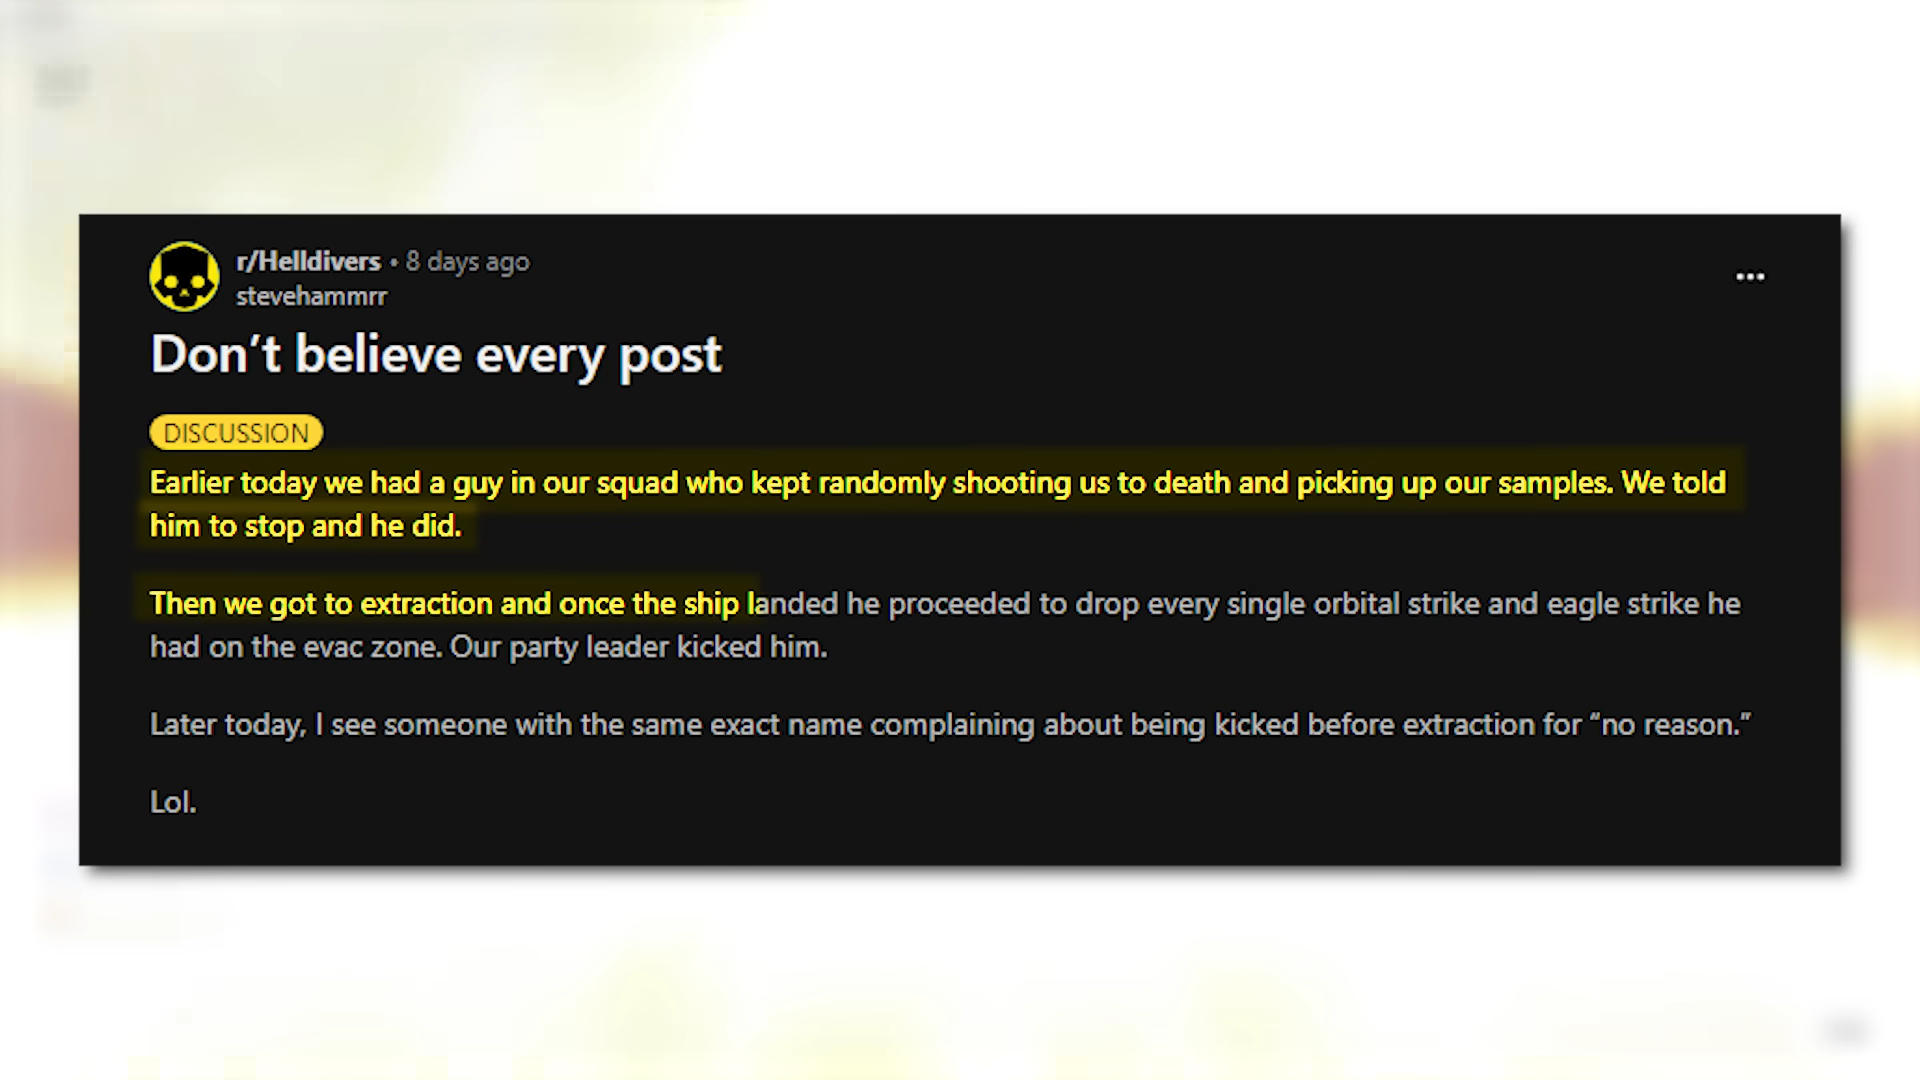 r/Helldivers • 8 days ago
stevehammrr
Don’t believe every post
DISCUSSION
Earlier today we had a guy in our squad who kept randomly shooting us to death and picking up our samples. We told
him to stop and he did.
Then we got to extraction and once the ship landed he proceeded to drop every single orbital strike and eagle strike he
had on the evac zone. Our party leader kicked him.
Later today, I see someone with the same exact name complaining about being kicked before extraction for “no reason.”
Lol.